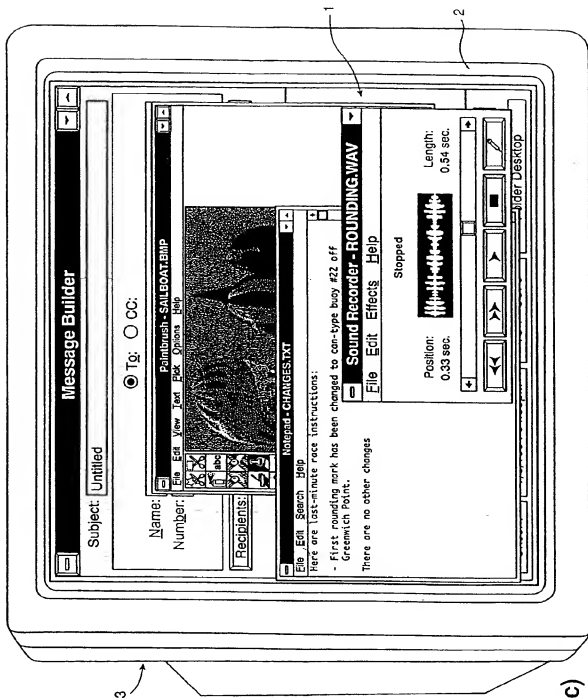 Message Builder
Subject: Untitled
To: CC:
Name:
Number:
Recipients:
Paintbrush - SAILBOAT.BMP
File Edit View Text Pick Options Help
abc
Notepad - CHANGES.TXT
File Edit Search Help
Here are last-minute race instructions:
- First rounding mark has been changed to can-type buoy #22 off
Greenwich Point.
There are no other changes
Sound Recorder - ROUNDING.WAV
File Edit Effects Help
Stopped
Position:
0.33 sec.
Length:
0.54 sec.
lder Desktop
1
2
3
c)